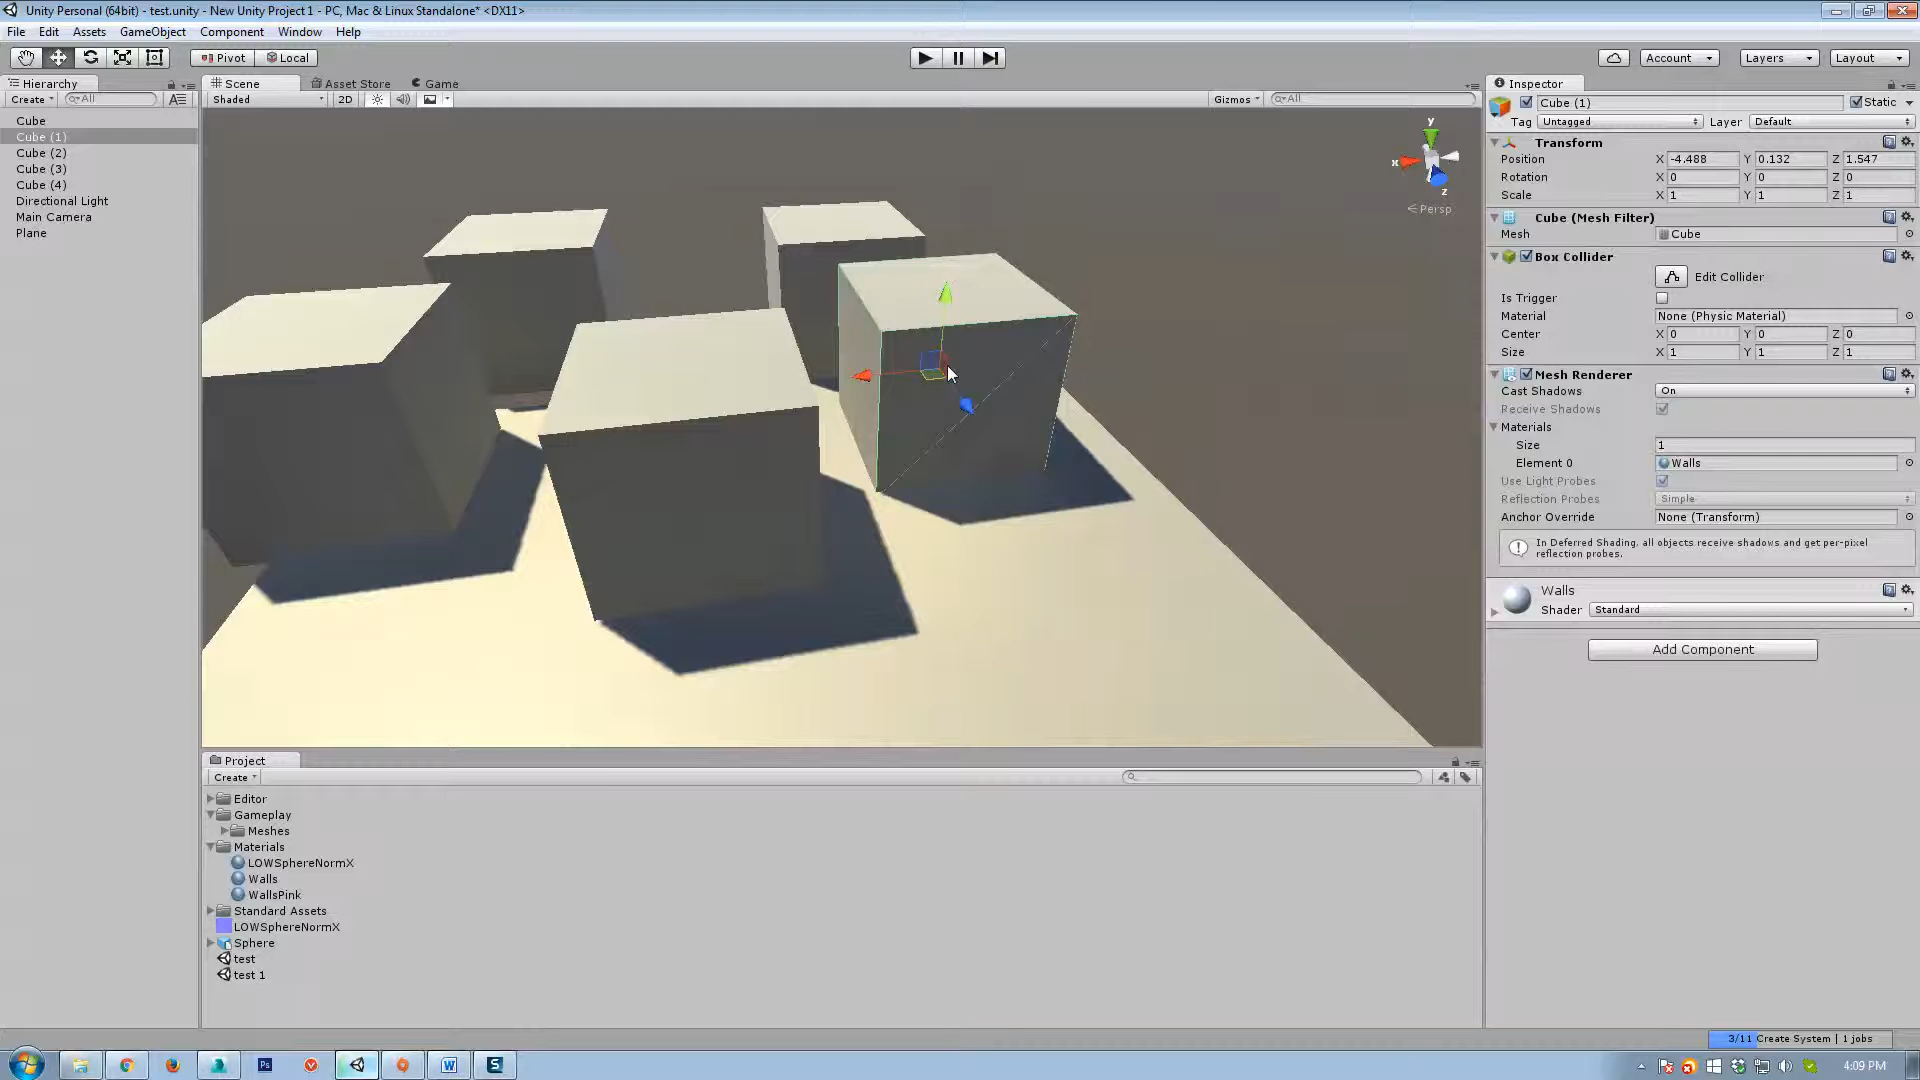 Unity Personal (64bit) - test.unity - New Unity Project 1 - PC, Mac & Linux Standalone* <DX11>
File Edit Assets GameObject Component Window Help
Pivot Local Account Layers Layout
Hierarchy Scene Asset Store Game Inspector
Create All Shaded 2D Gizmos All Cube (1) Static
Tag Untagged Layer Default
Cube
Cube (1)
Cube (2)
Cube (3)
Cube (4)
Directional Light
Main Camera
Plane
y
x
z
Persp
Transform
Position X -4.488 Y 0.132 Z 1.547
Rotation X 0 Y 0 Z 0
Scale X 1 Y 1 Z 1
Cube (Mesh Filter)
Mesh Cube
Box Collider
Edit Collider
Is Trigger
Material None (Physic Material)
Center X 0 Y 0 Z 0
Size X 1 Y 1 Z 1
Mesh Renderer
Cast Shadows On
Receive Shadows
Materials
Size 1
Element 0 Walls
Use Light Probes
Reflection Probes Simple
Anchor Override None (Transform)
In Deferred Shading, all objects receive shadows and get per-pixel
reflection probes.
Walls
Shader Standard
Add Component
Project
Create
Editor
Gameplay
Meshes
Materials
LOWSphereNormX
Walls
WallsPink
Standard Assets
LOWSphereNormX
Sphere
test
test 1
3/11 Create System | 1 jobs
Ps W S
4:09 PM